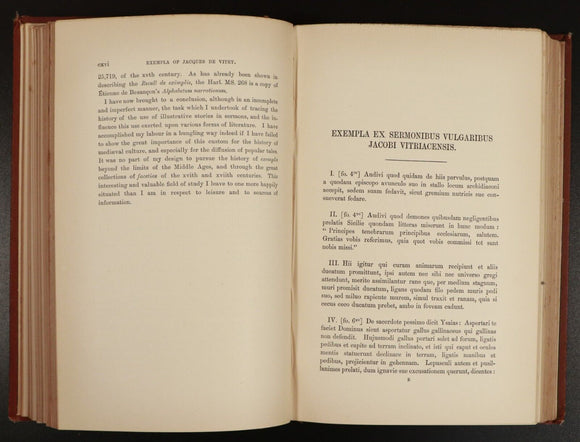 cxvi EXEMPLA OF JACQUES DE VITRY.
25,719, of the xvth century. As has already been shown in
describing the Recull de eximplis, the Harl. MS. 268 is a copy of
Étienne de Besançon's Alphabetum narrationum.
I have now brought to a conclusion, although in an incomplete
and imperfect manner, the task which I undertook of tracing the
history of the use of illustrative stories in sermons, and the in-
fluence this use exerted upon various forms of literature. I have
accomplished my labour in a bungling way indeed if I have failed
to show the great importance of this custom for the history of
mediæval culture, and especially for the diffusion of popular tales.
It was no part of my design to pursue the history of exempla
beyond the limits of the Middle Ages, and through the great
collections of facetiæ of the xvith and xviith centuries. This
interesting and valuable field of study I leave to one more happily
situated than I am in respect to leisure and to sources of
information.
EXEMPLA EX SERMONIBUS VULGARIBUS
JACOBI VITRIACENSIS.
I. [fo. 4ro] Audivi quod quidam de hiis parvulus, postquam
a quodam episcopo avunculo suo in stallo locum archidiaconi
accepit, sedem suam fedavit, sicut gremium nutricis sue con-
sueverat fedare.
II. [fo. 4vo] Audivi quod demones quibusdam negligentibus
prelatis Sicilie quondam litteras miserunt in hunc modum :
" Principes tenebrarum principibus ecclesiarum, salutem.
Gratias vobis referimus, quia quot vobis commissi tot sunt
nobis missi."
III. Hii igitur qui curam animarum recipiunt et aliis
ducatum promittunt, ipsi autem nec sibi nec universo gregi
attendunt, merito assimilantur rane que, per medium stagnum,
muri promisit ducatum, ligans quodam filo pedem muris pedi
suo, sed milvo rapiente murem, simul traxit et ranam, quia si
cecus ceco ducatum prebet, ambo in foveam cadunt.
IV. [fo. 6vo] De sacerdote pessimo dicit Ysaias : Asportari te
faciet Dominus sicut asportatur gallus gallinaceus qui gallinas
non defendit. Hujusmodi gallus portari solet ad forum, ligatis
pedibus et capite ad terram inclinato, et isti qui caput et oculos
mentis statuerunt declinare in terram, ligatis manibus et
pedibus, projicientur in gehennam. Lepusculi autem et pusil-
lanimes prelati, dum ignavie sue excusationem querunt, dicentes :
B